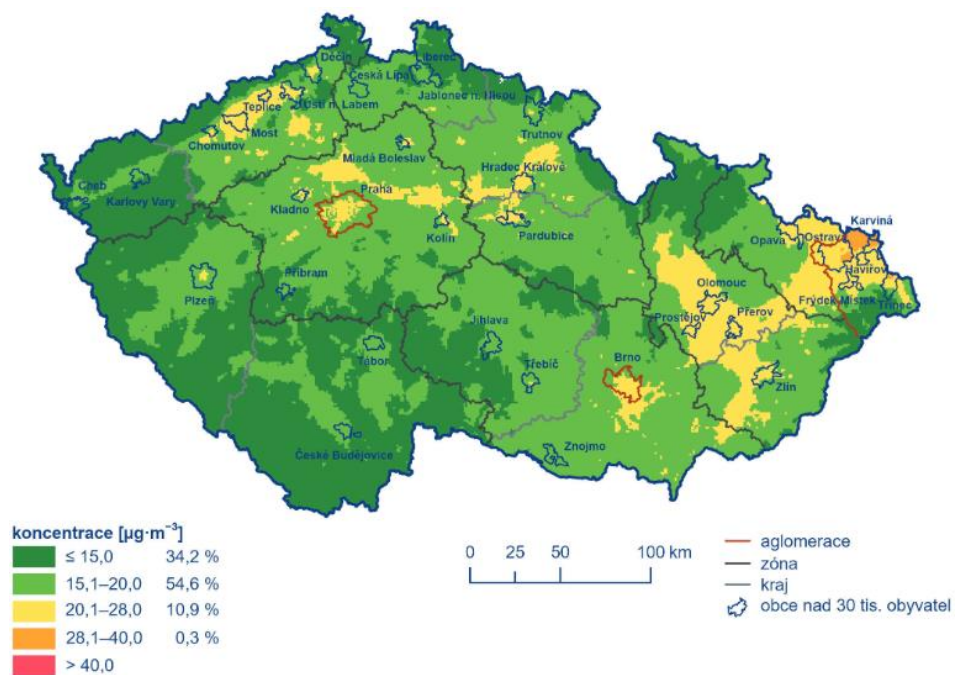 Děčín
Liberec
Česká Lípa
Jablonec n. Nisou
Teplice
Ústí n. Labem
Most
Chomutov
Trutnov
Mladá Boleslav
Hradec Králové
Cheb
Karlovy Vary
Praha
Kladno
Kolín
Pardubice
Karviná
Opava
Ostrava
Havířov
Plzeň
Příbram
Olomouc
Frýdek Místek
Třinec
Prostějov
Přerov
Jihlava
Tábor
Třebíč
Brno
Zlín
České Budějovice
Znojmo
koncentrace [µg·m⁻³]
≤ 15,0 34,2 %
15,1–20,0 54,6 %
20,1–28,0 10,9 %
28,1–40,0 0,3 %
> 40,0
0 25 50 100 km
aglomerace
zóna
kraj
obce nad 30 tis. obyvatel